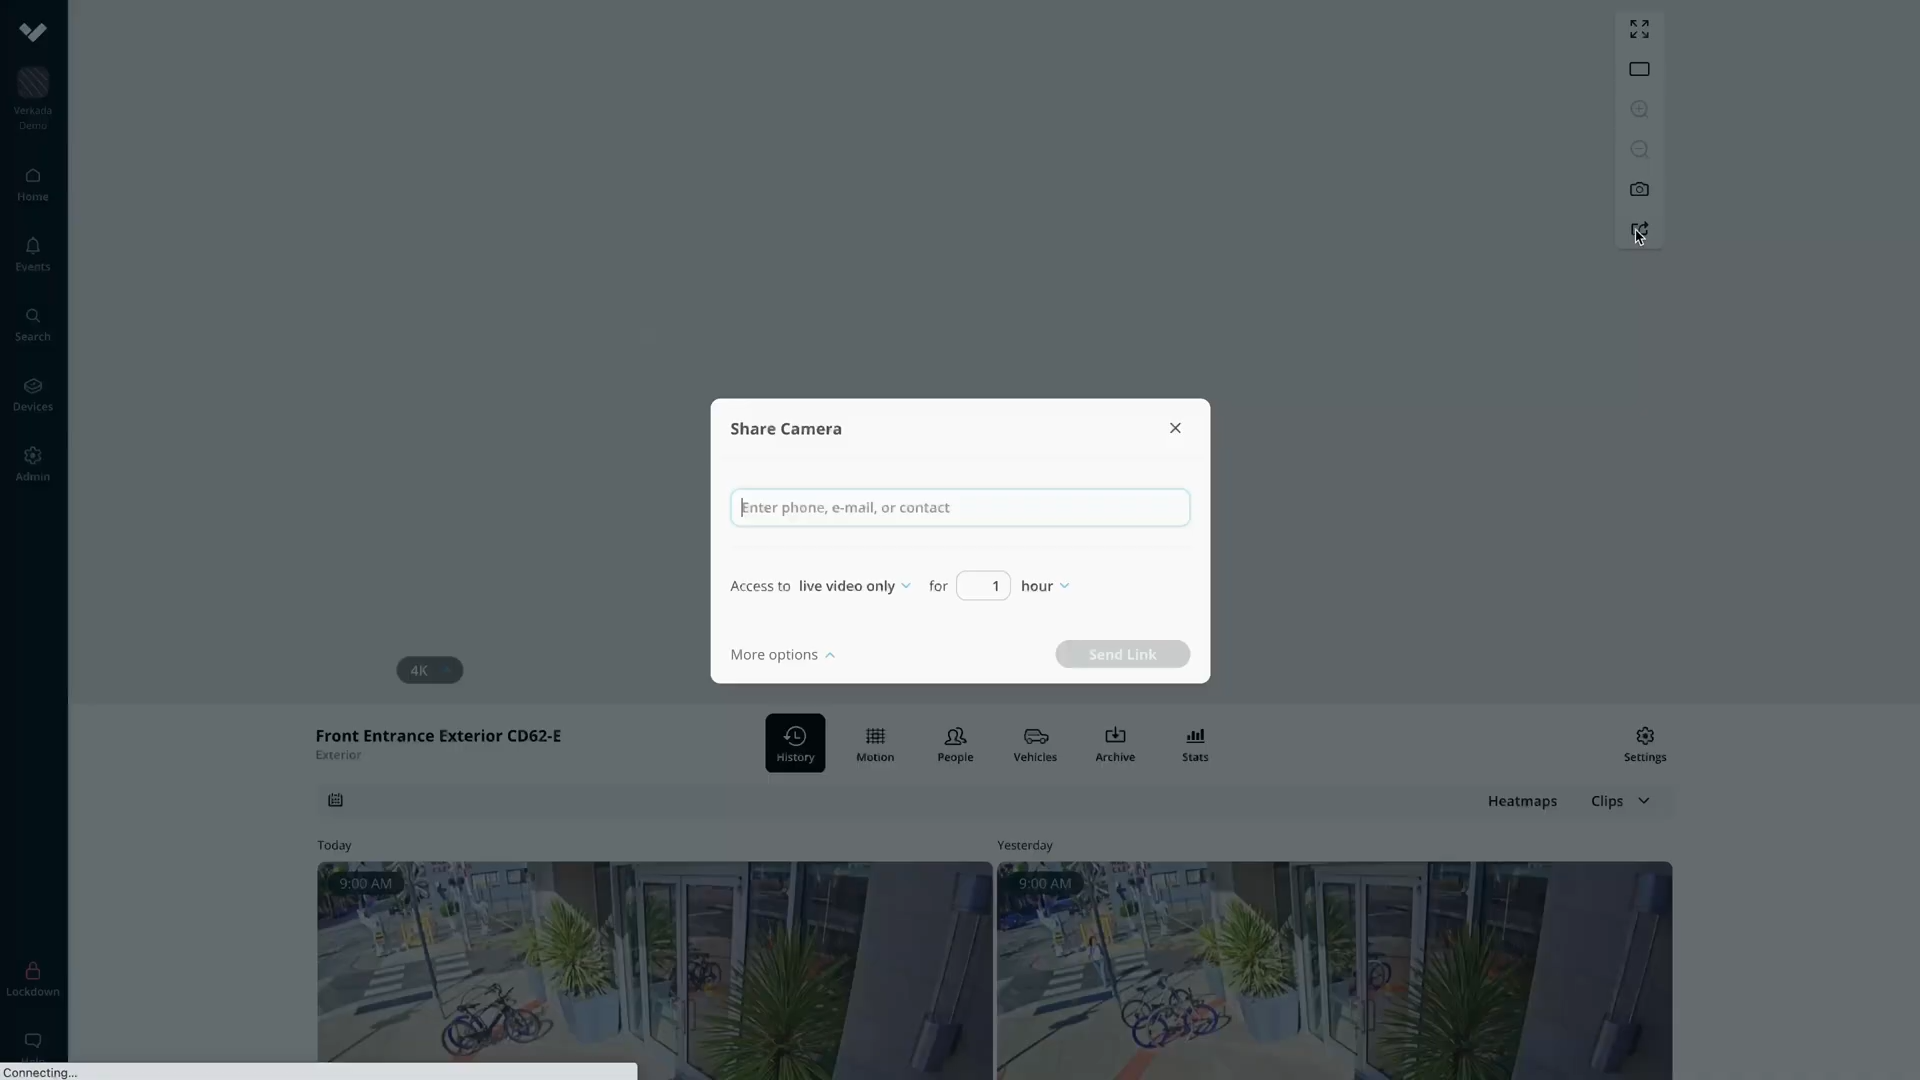 Verkada
Demo
Home
Events
Search
Devices
Admin
Lockdown
Help
Share Camera
Enter phone, e-mail, or contact
Access to live video only for 1 hour
More options
Send Link
4K
Front Entrance Exterior CD62-E
Exterior
History
Motion
People
Vehicles
Archive
Stats
Settings
Heatmaps
Clips
Today
Yesterday
9:00 AM
9:00 AM
Connecting...